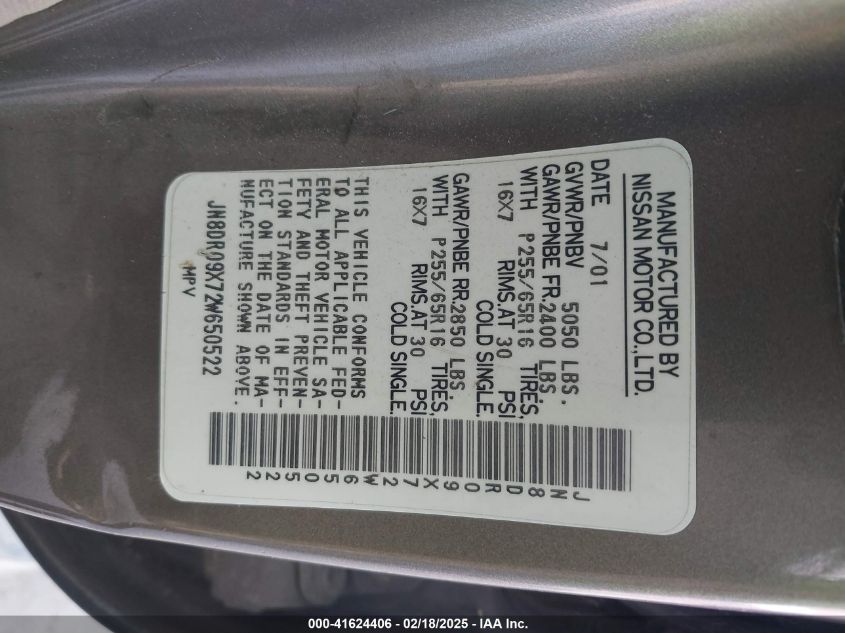 MANUFACTURED BY
NISSAN MOTOR CO.,LTD.
DATE 7/01
GVWR/PNBV 5050 LBS.
GAWR/PNBE FR.2400 LBS.
WITH P255/65R16 TIRES,
16X7 RIMS,AT 30 PSI
COLD SINGLE.
GAWR/PNBE RR.2850 LBS.
WITH P255/65R16 TIRES,
16X7 RIMS,AT 30 PSI
COLD SINGLE.
THIS VEHICLE CONFORMS
TO ALL APPLICABLE FED-
ERAL MOTOR VEHICLE SA-
FETY AND THEFT PREVEN-
TION STANDARDS IN EFF-
ECT ON THE DATE OF MA-
NUFACTURE SHOWN ABOVE.
JN8DR09X72W650522
MPV
JN8DR09X72W650522
000-41624406 - 02/18/2025 - IAA Inc.